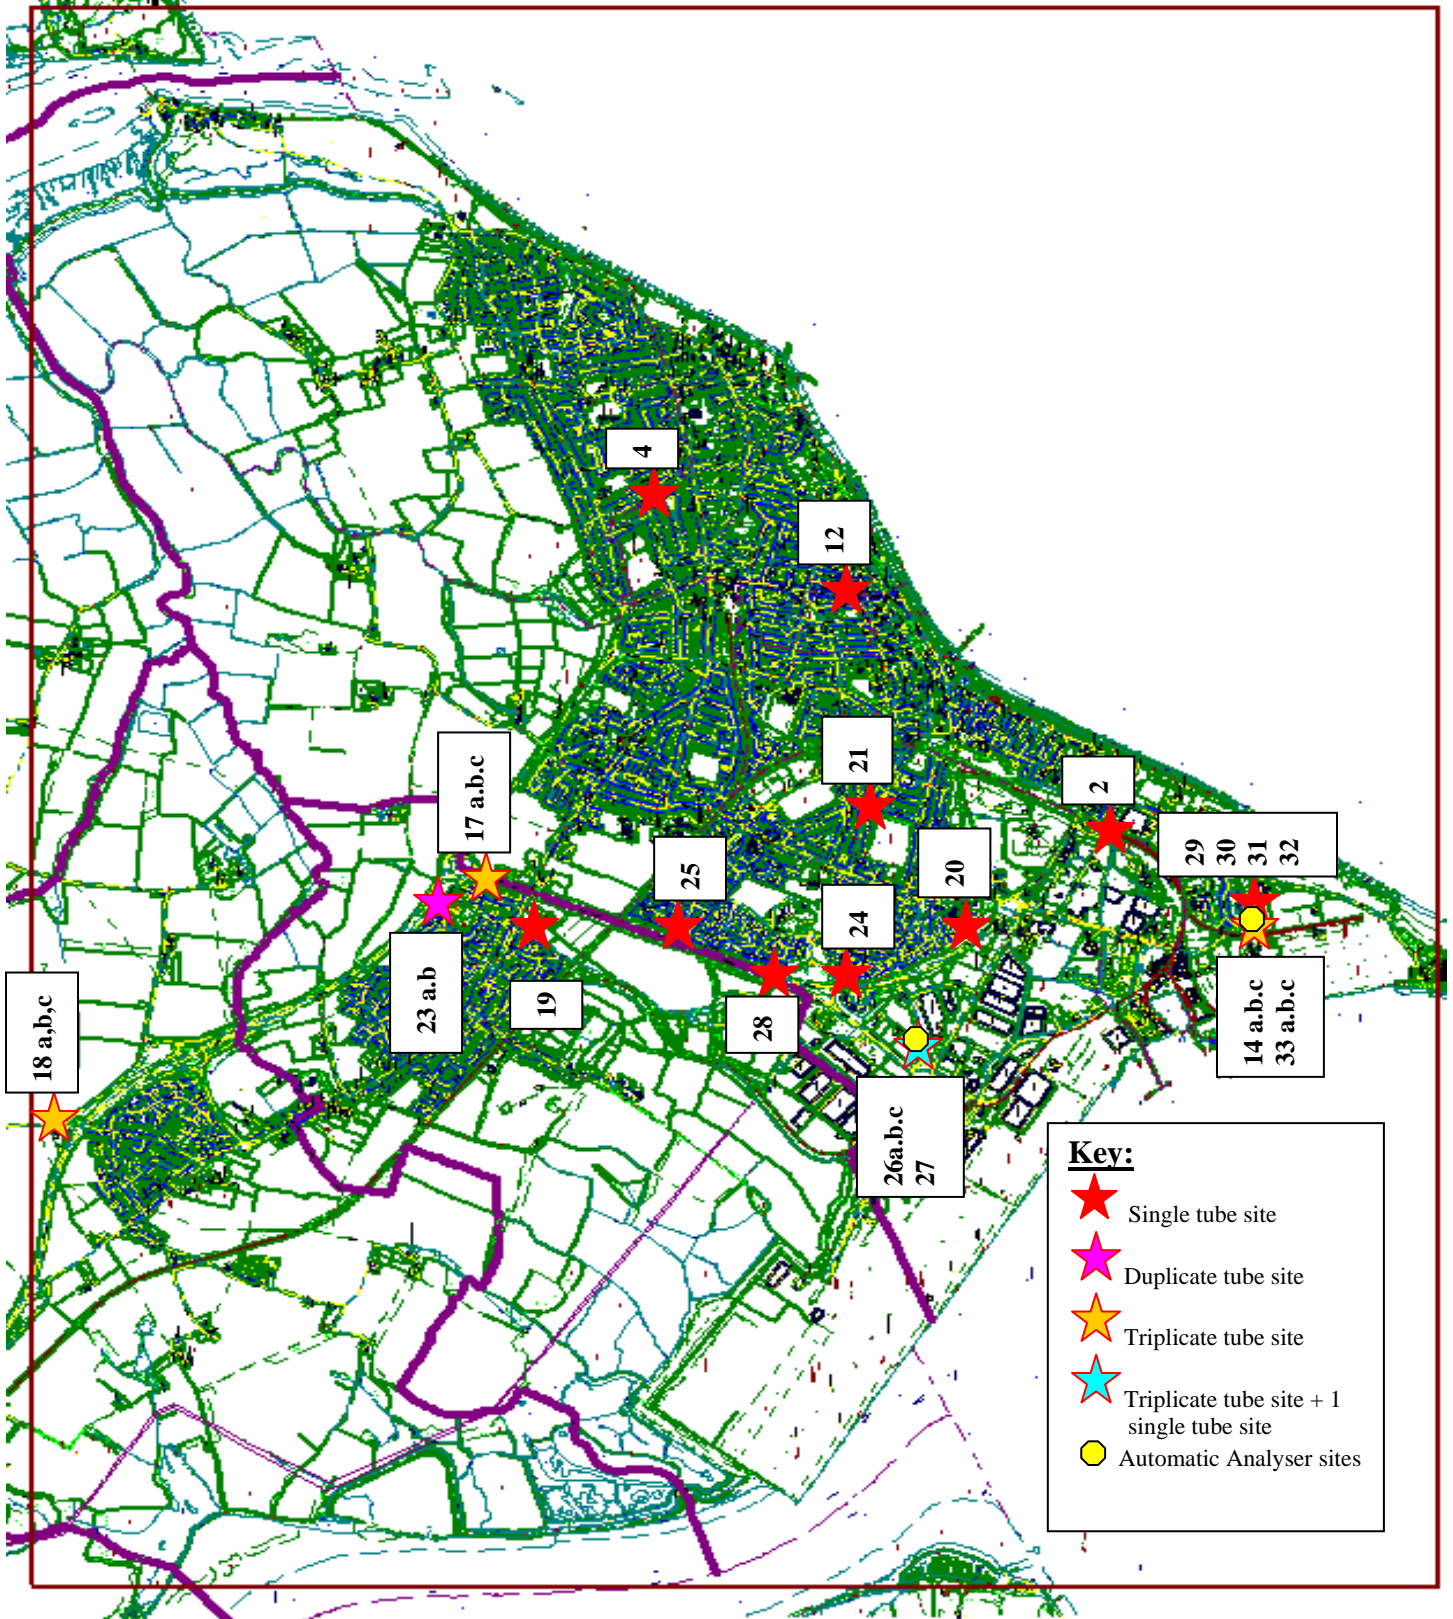 4
12
17 a.b.c
21
2
29
30
31
32
25
20
24
18 a,b,c
23 a.b
19
28
14 a.b.c
33 a.b.c
26a.b.c
27
Key:
Single tube site
Duplicate tube site
Triplicate tube site
Triplicate tube site + 1
single tube site
Automatic Analyser sites